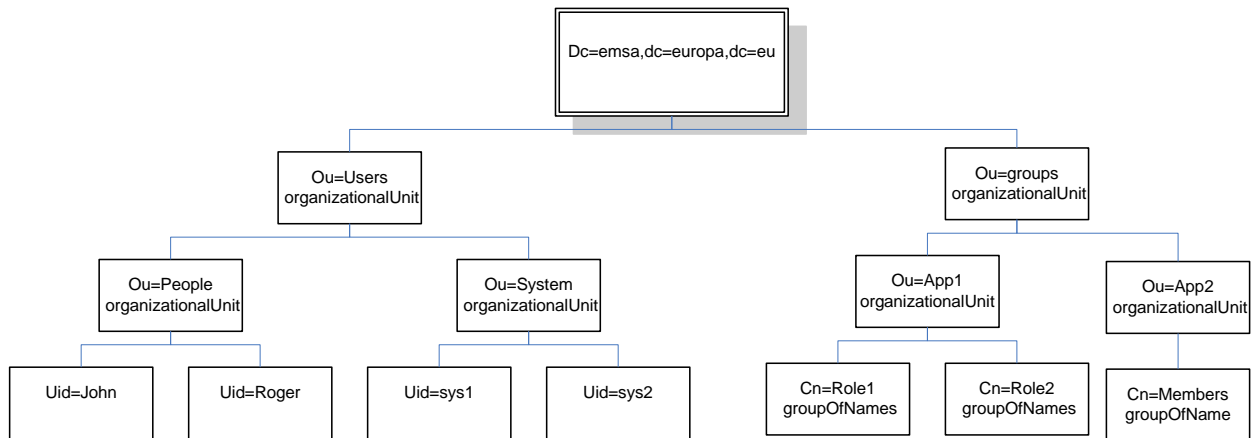 Dc=emsa,dc=europa,dc=eu
Ou=Users
organizationalUnit
Ou=groups
organizationalUnit
Ou=People
organizationalUnit
Ou=System
organizationalUnit
Ou=App1
organizationalUnit
Ou=App2
organizationalUnit
Uid=John
Uid=Roger
Uid=sys1
Uid=sys2
Cn=Role1
groupOfNames
Cn=Role2
groupOfNames
Cn=Members
groupOfName